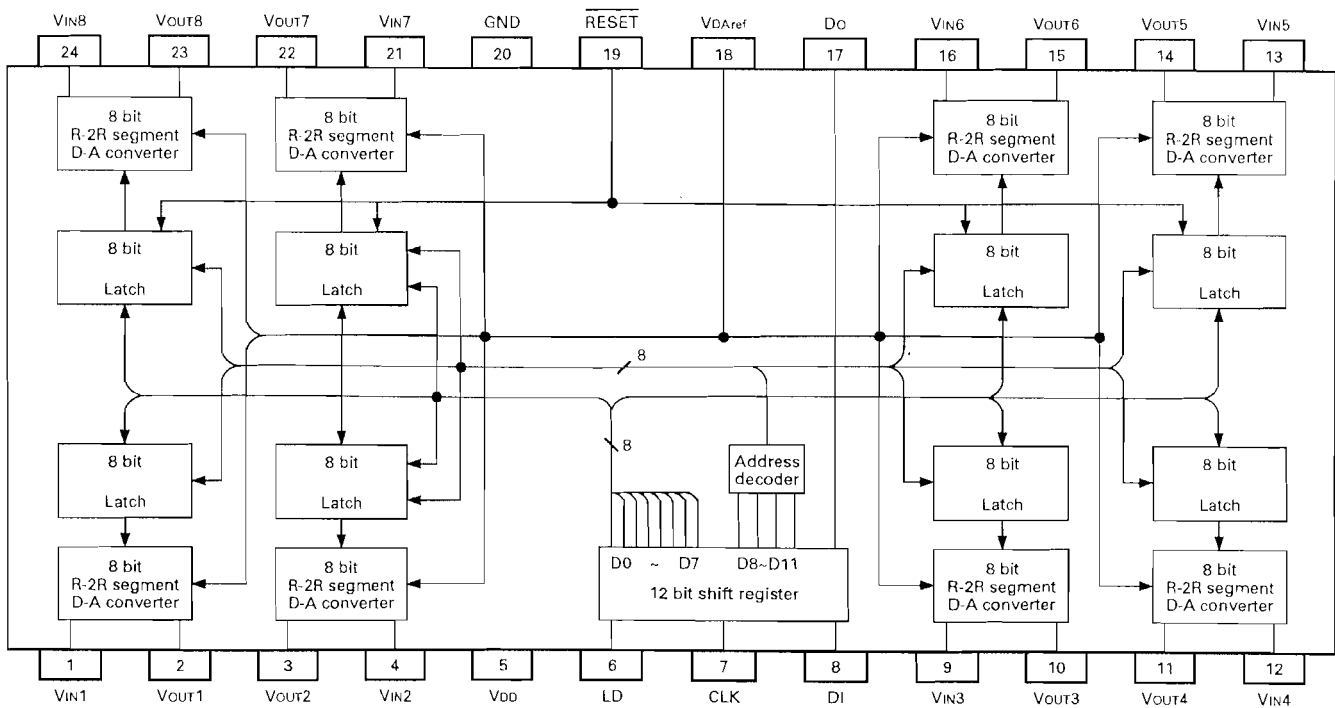 VIN8 VOUT8 VOUT7 VIN7 GND RESET VDAref DO VIN6 VOUT6 VOUT5 VIN5
24 23 22 21 20 19 18 17 16 15 14 13
8 bit
R-2R segment
D-A converter
8 bit
R-2R segment
D-A converter
8 bit
R-2R segment
D-A converter
8 bit
R-2R segment
D-A converter
8 bit
Latch
8 bit
Latch
8 bit
Latch
8 bit
Latch
8
8
8 bit
Latch
8 bit
Latch
Address
decoder
8 bit
Latch
8 bit
Latch
8 bit
R-2R segment
D-A converter
8 bit
R-2R segment
D-A converter
D0 ~ D7 D8~D11
12 bit shift register
8 bit
R-2R segment
D-A converter
8 bit
R-2R segment
D-A converter
1 2 3 4 5 6 7 8 9 10 11 12
VIN1 VOUT1 VOUT2 VIN2 VDD LD CLK DI VIN3 VOUT3 VOUT4 VIN4